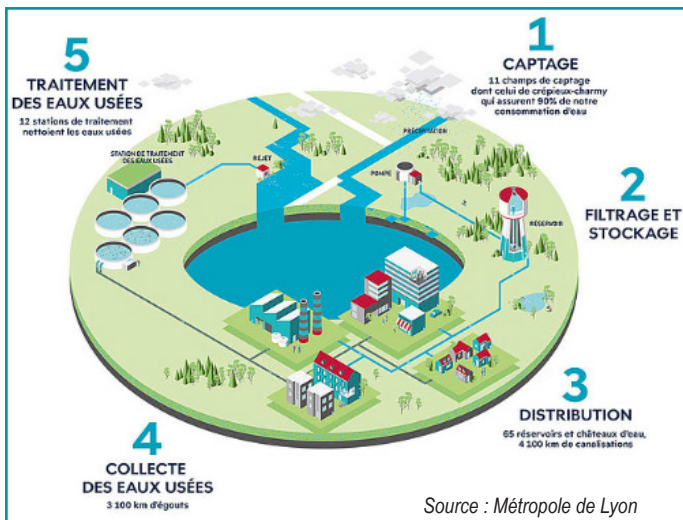 1
CAPTAGE
11 champs de captage
dont celui de crépieux-charmy
qui assurent 90% de notre
consommation d'eau
PRÉCIPITATION
POMPE
2
FILTRAGE ET
STOCKAGE
RÉSERVOIR
3
DISTRIBUTION
65 réservoirs et châteaux d'eau,
4 100 km de canalisations
4
COLLECTE
DES EAUX USÉES
3 100 km d'égouts
5
TRAITEMENT
DES EAUX USÉES
12 stations de traitement
nettoient les eaux usées
STATION DE TRAITEMENT
DES EAUX USÉES
REJET
Source : Métropole de Lyon